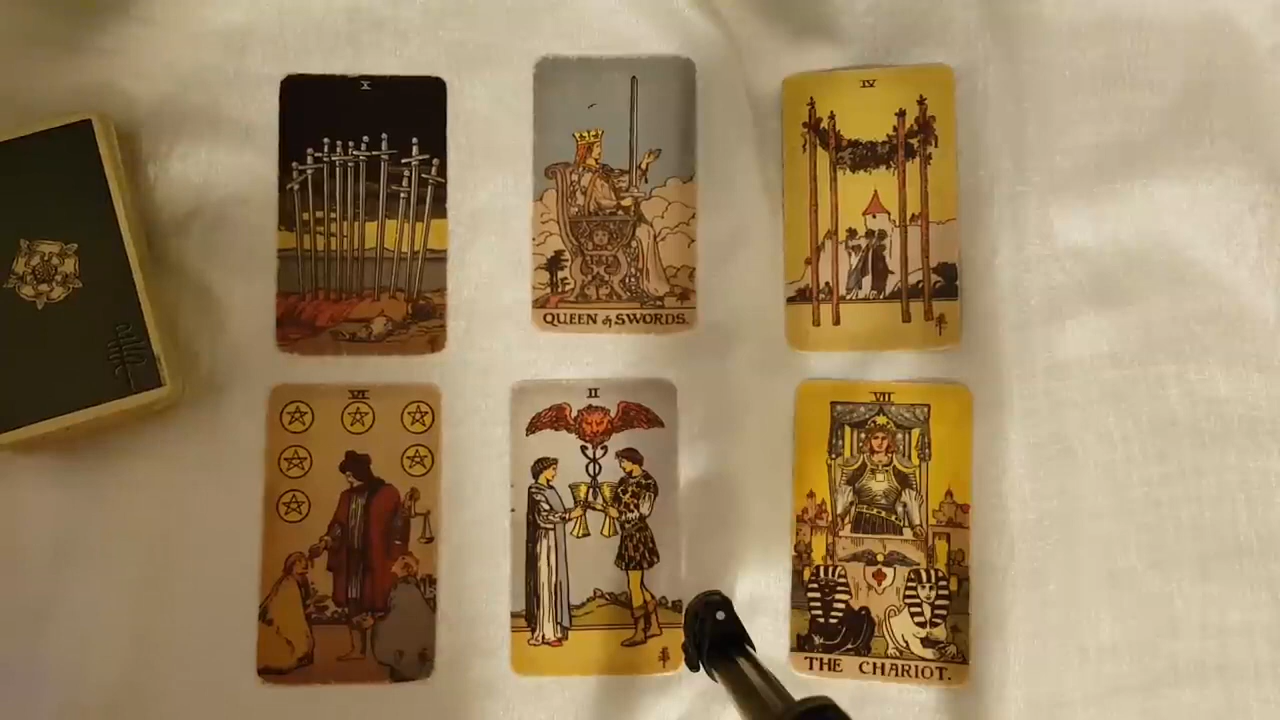 X
QUEEN of SWORDS.
IV
VI
II
VII
THE CHARIOT.